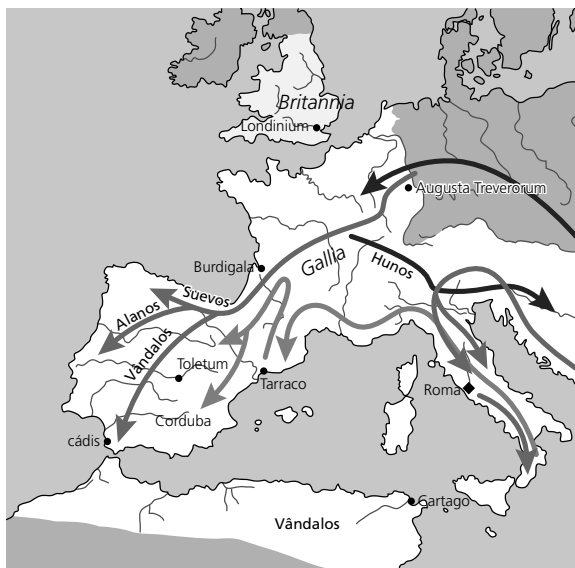 Britannia
Londinium
Augusta Treverorum
Gallia
Burdigala
Hunos
Suevos
Alanos
Vândalos
Toletum
Tarraco
Roma
Corduba
cádis
Cartago
Vândalos